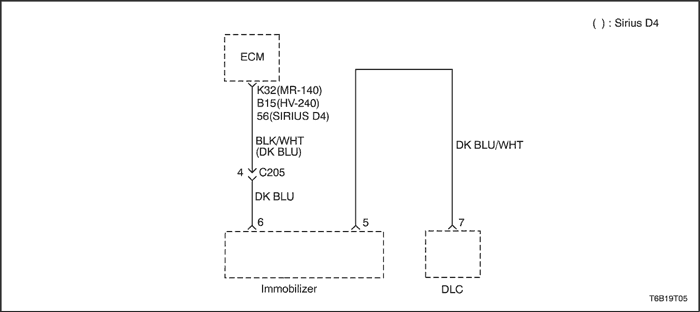 ( ) : Sirius D4
ECM
K32(MR-140)
B15(HV-240)
56(SIRIUS D4)
BLK/WHT
(DK BLU)
DK BLU/WHT
4 C205
DK BLU
6 5 7
Immobilizer DLC
T6B19T05